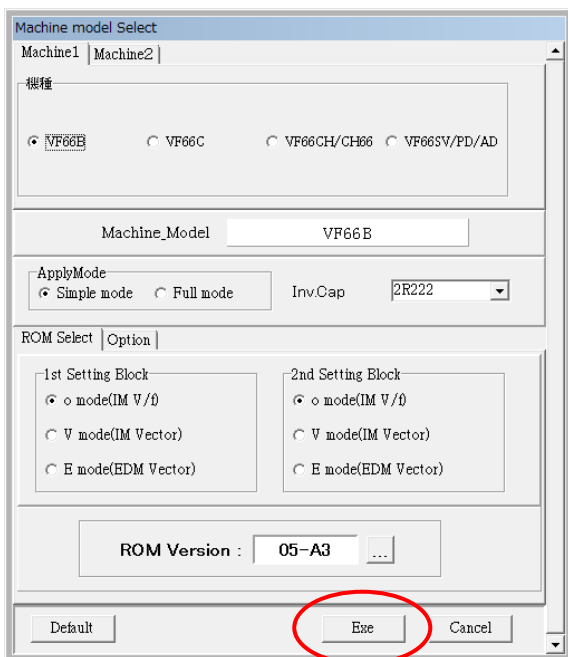 Machine model Select
Machine1 Machine2
機種
VF66B VF66C VF66CH/CH66 VF66SV/PD/AD
Machine_Model VF66B
ApplyMode
Simple mode Full mode Inv.Cap 2R222
ROM Select Option
1st Setting Block 2nd Setting Block
o mode(IM V/f) o mode(IM V/f)
V mode(IM Vector) V mode(IM Vector)
E mode(EDM Vector) E mode(EDM Vector)
ROM Version : 05-A3 ...
Default Exe Cancel